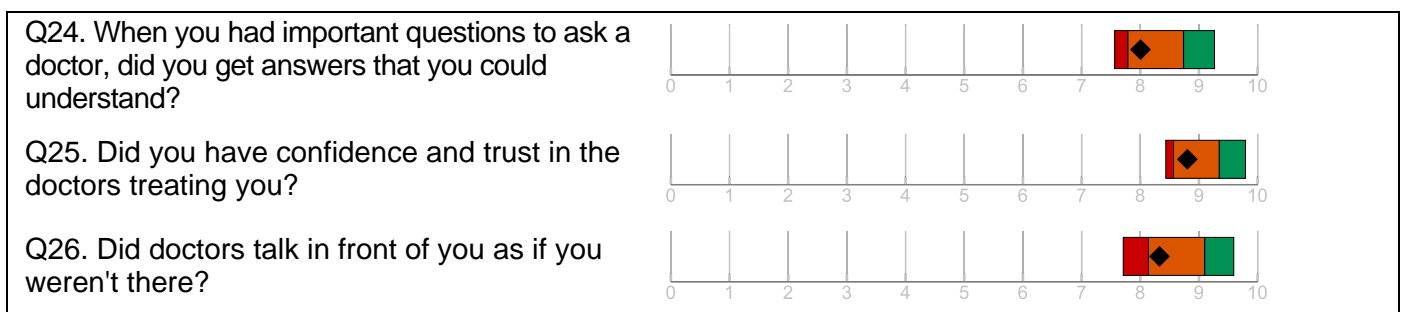 Q24. When you had important questions to ask a
doctor, did you get answers that you could
understand?
0 1 2 3 4 5 6 7 8 9 10
Q25. Did you have confidence and trust in the
doctors treating you?
0 1 2 3 4 5 6 7 8 9 10
Q26. Did doctors talk in front of you as if you
weren't there?
0 1 2 3 4 5 6 7 8 9 10